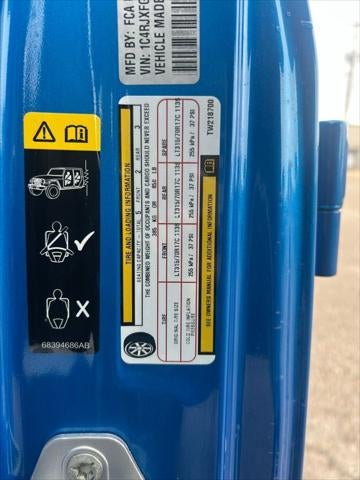 MFD BY: FCA
VIN: 1C4RJXFG
VEHICLE MADE
TIRE AND LOADING INFORMATION
SEATING CAPACITY - TOTAL 5 FRONT 2 REAR 3
THE COMBINED WEIGHT OF OCCUPANTS AND CARGO SHOULD NEVER EXCEED
385 KG OR 850 LB
TIRE FRONT REAR SPARE
ORIGINAL TIRE SIZE LT315/70R17C 113S LT315/70R17C 113S LT315/70R17C 113S
COLD TIRE INFLATION PRESSURE 255 kPa/ 37 PSI 255 kPa/ 37 PSI 255 kPa/ 37 PSI
SEE OWNERS MANUAL FOR ADDITIONAL INFORMATION
TW218700
68394686AB